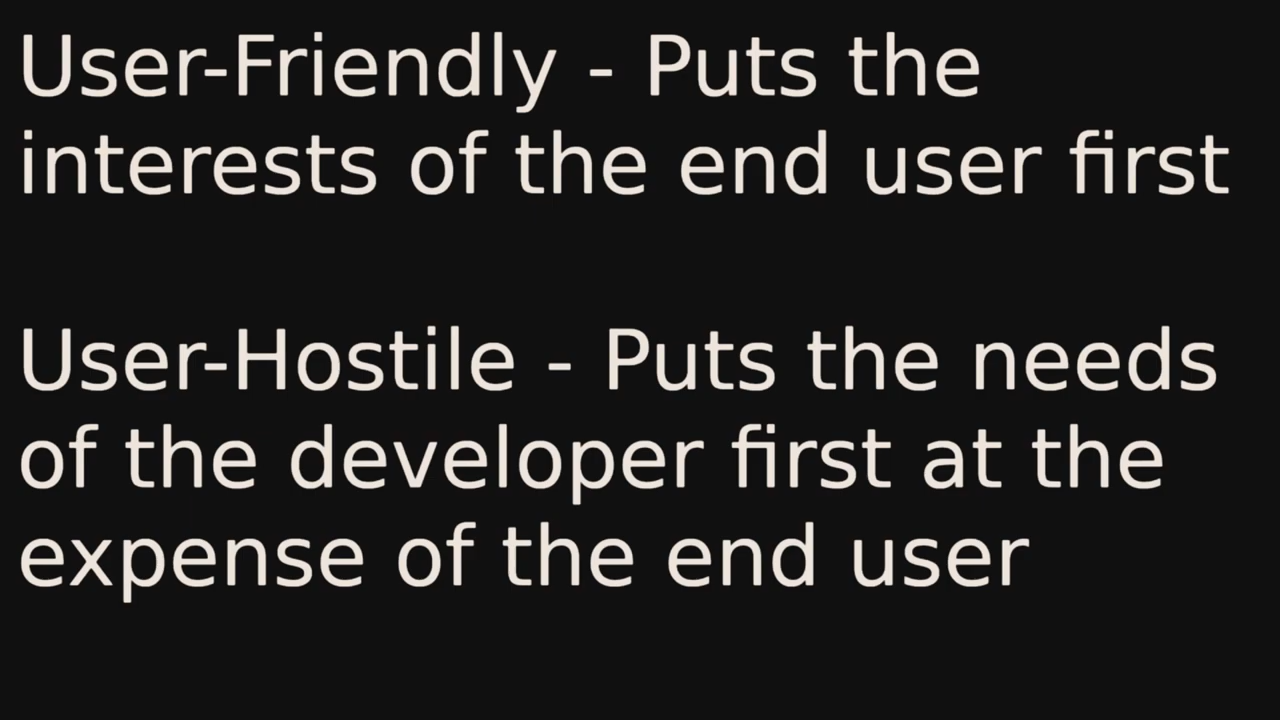 User-Friendly - Puts the
interests of the end user first
User-Hostile - Puts the needs
of the developer first at the
expense of the end user